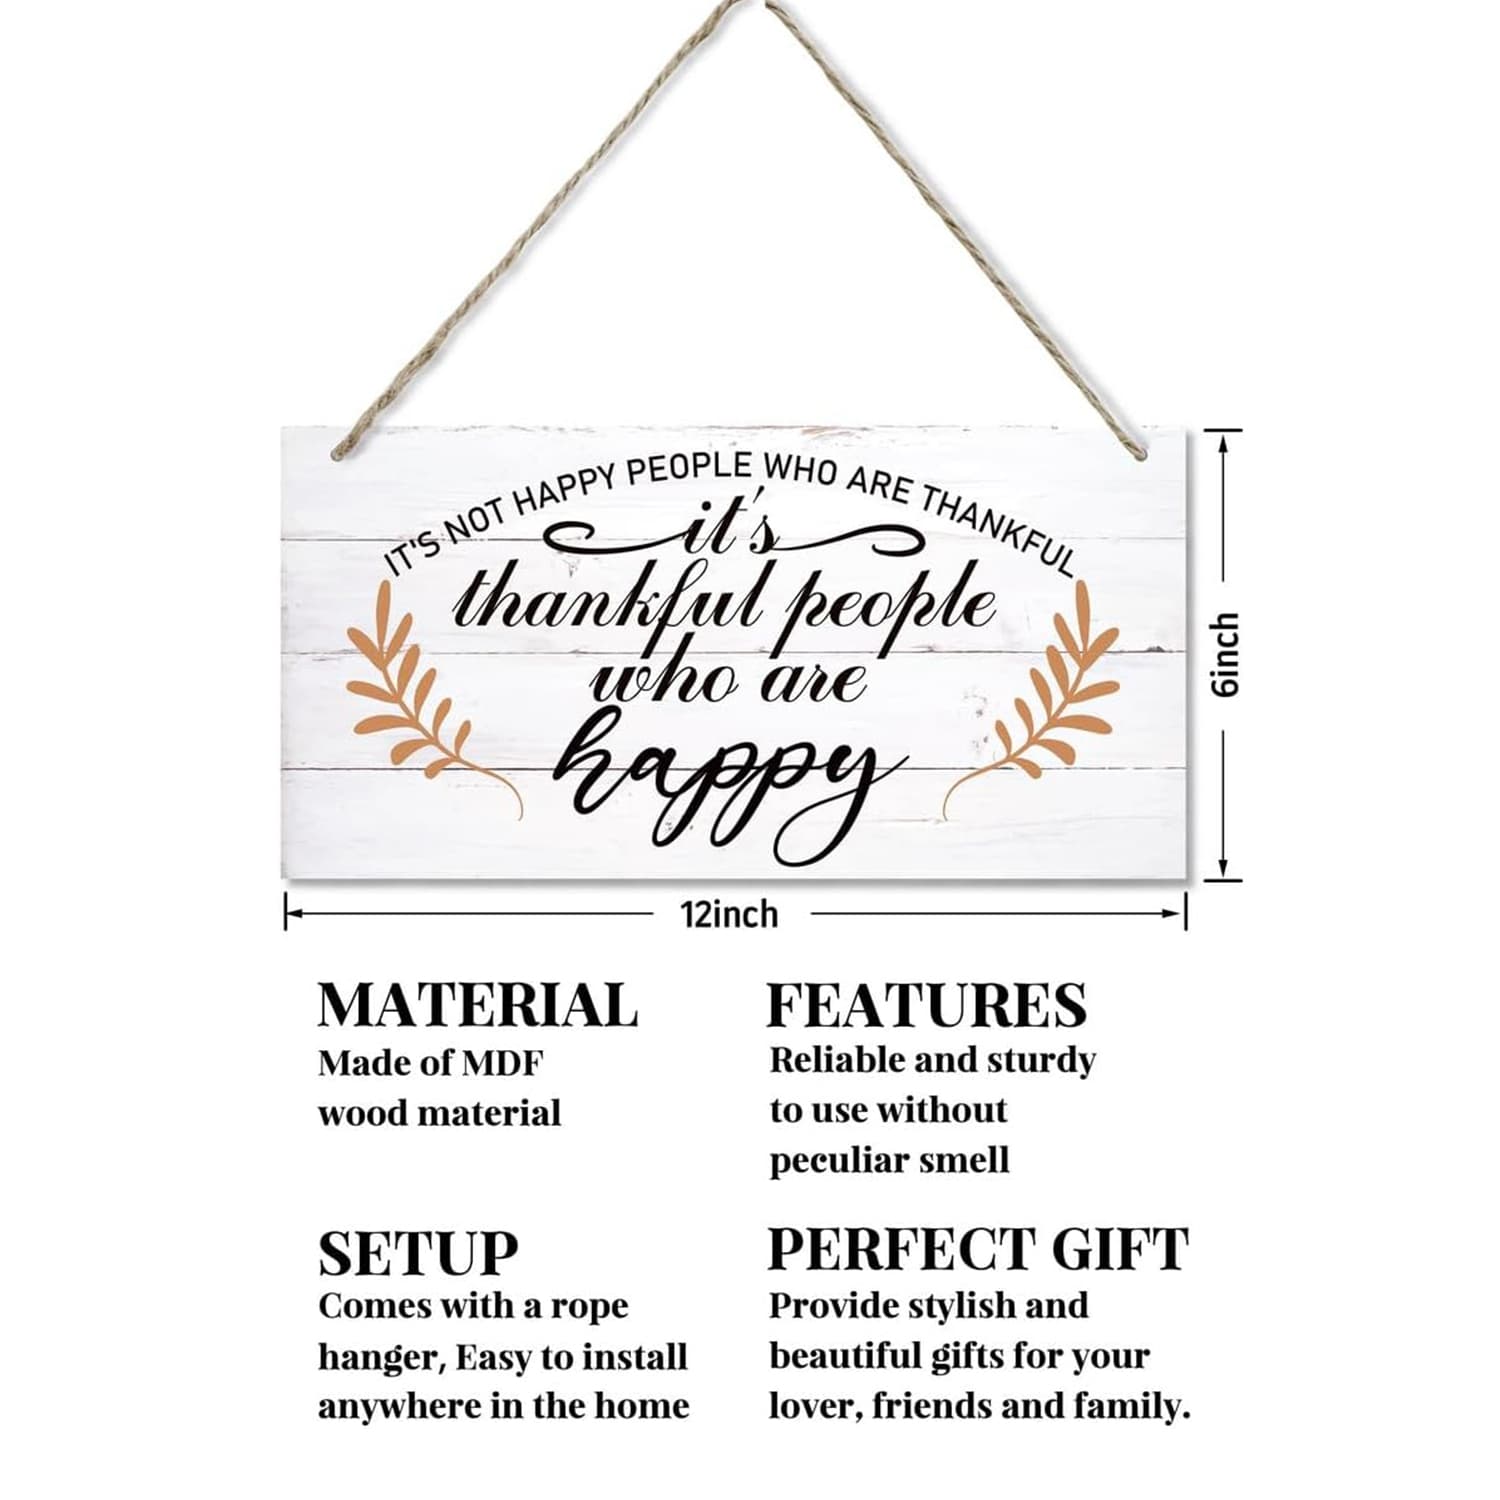 IT'S NOT HAPPY PEOPLE WHO ARE THANKFUL
it's
thankful people
who are
happy
6inch
12inch
MATERIAL
Made of MDF
wood material
FEATURES
Reliable and sturdy
to use without
peculiar smell
SETUP
Comes with a rope
hanger, Easy to install
anywhere in the home
PERFECT GIFT
Provide stylish and
beautiful gifts for your
lover, friends and family.